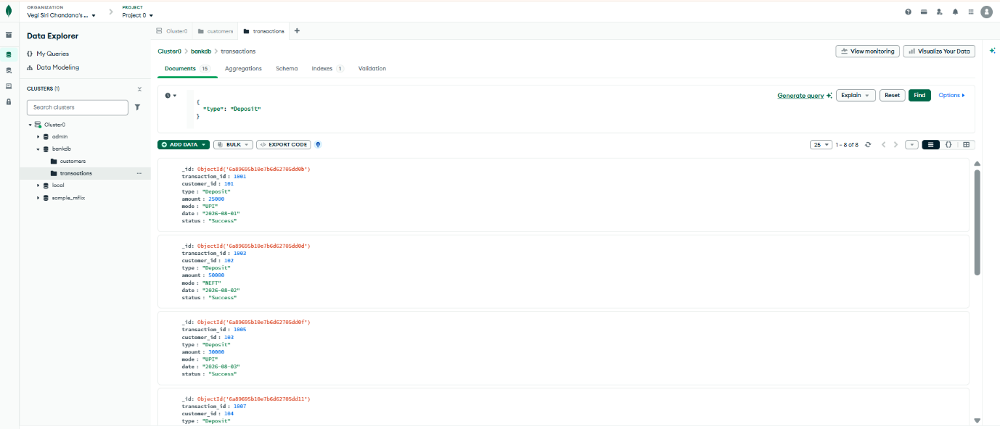 ORGANIZATION
Vegi Siri Chandana's ...
PROJECT
Project 0
Data Explorer
My Queries
Data Modeling
CLUSTERS (1)
Search clusters
Cluster0
admin
bankdb
customers
transactions
local
sample_mflix
Cluster0 customers transactions
Cluster0 > bankdb > transactions
View monitoring Visualize Your Data
Documents 15 Aggregations Schema Indexes 1 Validation
Generate query Explain Reset Find Options
{
"type": "Deposit"
}
ADD DATA BULK EXPORT CODE 25 1 – 8 of 8
_id: ObjectId('6a89695b10e7b6d62705dd0b')
transaction_id : 1001
customer_id : 101
type : "Deposit"
amount : 25000
mode : "UPI"
date : "2026-08-01"
status : "Success"
_id: ObjectId('6a89695b10e7b6d62705dd0d')
transaction_id : 1003
customer_id : 102
type : "Deposit"
amount : 50000
mode : "NEFT"
date : "2026-08-02"
status : "Success"
_id: ObjectId('6a89695b10e7b6d62705dd0f')
transaction_id : 1005
customer_id : 103
type : "Deposit"
amount : 30000
mode : "UPI"
date : "2026-08-03"
status : "Success"
_id: ObjectId('6a89695b10e7b6d62705dd11')
transaction_id : 1007
customer_id : 104
type : "Deposit"